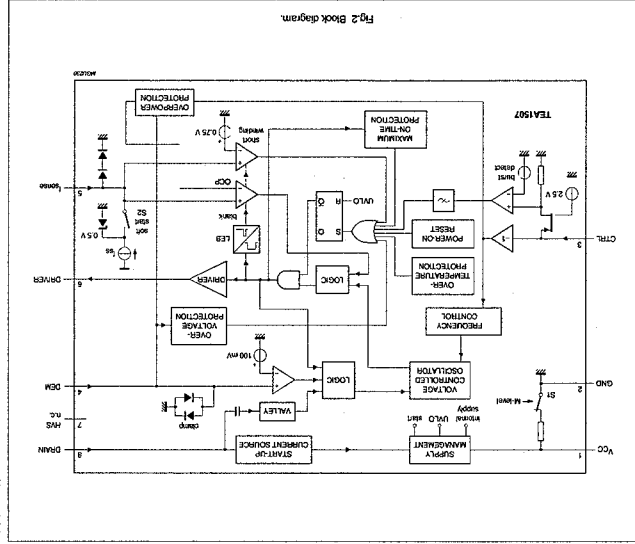 VCC
1
SUPPLY
MANAGEMENT
START-UP
CURRENT SOURCE
8
DRAIN
internal
supply
UVLO
start
S1
M-level
VALLEY
clamp
7
HVS
n.c.
GND
2
VOLTAGE
CONTROLLED
OSCILLATOR
LOGIC
100 mV
4
DEM
FREQUENCY
CONTROL
OVER-
VOLTAGE
PROTECTION
OVER-
TEMPERATURE
PROTECTION
LOGIC
DRIVER
6
DRIVER
CTRL
3
−1
POWER-ON
RESET
S
Q
R
Q
UVLO
LEB
blank
Iss
0.5 V
soft
start
S2
2.5 V
burst
detect
OCP
5
Isense
MAXIMUM
ON-TIME
PROTECTION
short
winding
0.75 V
TEA1507
OVERPOWER
PROTECTION
MGU230
Fig.2 Block diagram.